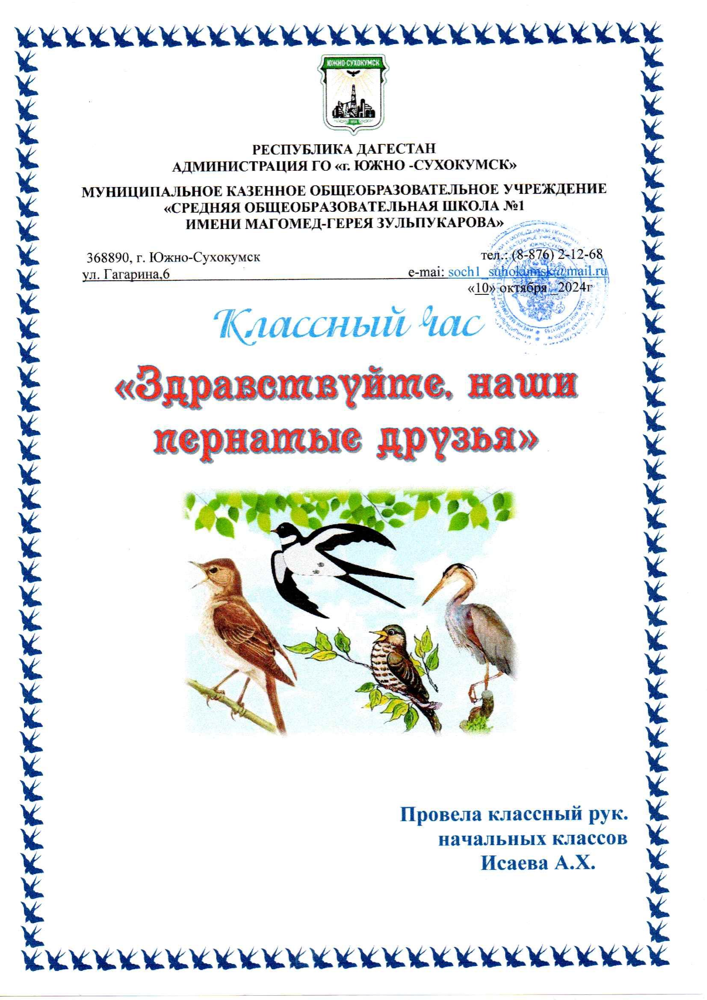 ЮЖНО-СУХОКУМСК
РЕСПУБЛИКА ДАГЕСТАН
АДМИНИСТРАЦИЯ ГО «г. ЮЖНО -СУХОКУМСК»
МУНИЦИПАЛЬНОЕ КАЗЕННОЕ ОБЩЕОБРАЗОВАТЕЛЬНОЕ УЧРЕЖДЕНИЕ
«СРЕДНЯЯ ОБЩЕОБРАЗОВАТЕЛЬНАЯ ШКОЛА №1
ИМЕНИ МАГОМЕД-ГЕРЕЯ ЗУЛЬПУКАРОВА»
368890, г. Южно-Сухокумск тел.: (8-876) 2-12-68
ул. Гагарина,6 e-mai: soch1_suhokumsk@mail.ru
«10» октября _2024г
Классный час
«Здравствуйте, наши
пернатые друзья»
Провела классный рук.
начальных классов
Исаева А.Х.